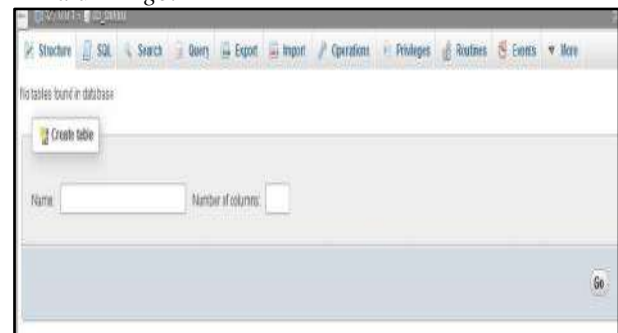 Structure SQL Search Query Export Import Operations Privileges Routines Events More
No tables found in database
Create table
Name: Number of columns:
Go